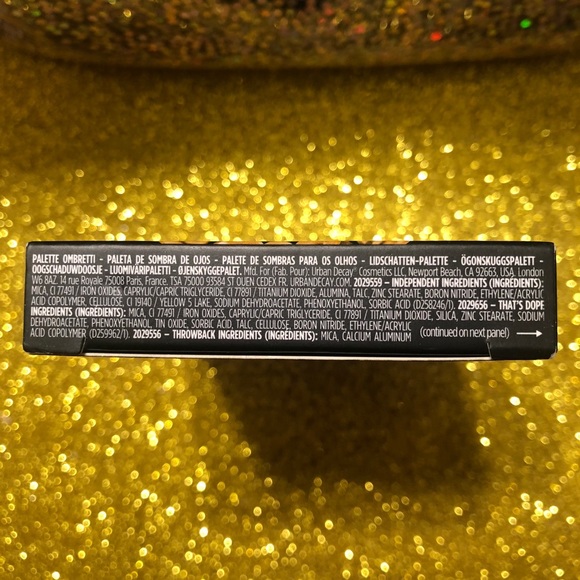 PALETTE OMBRETTI - PALETA DE SOMBRA DE OJOS - PALETE DE SOMBRAS PARA OS OLHOS - LIDSCHATTEN-PALETTE - ÖGONSKUGGSPALETT -
OOGSCHADUWDOOSJE - LUOMIVÄRIPALETTI - ØJENSKYGGEPALET. Mfd. For (Fab. Pour): Urban Decay® Cosmetics LLC, Newport Beach, CA 92663, USA. London
W6 8AZ. 14 rue Royale 75008 Paris, France. TSA 75000 93584 ST OUEN CEDEX FR. URBANDECAY.COM. 2029559 – INDEPENDENT INGREDIENTS (INGRÉDIENTS):
MICA, CI 77491 / IRON OXIDES, CAPRYLIC/CAPRIC TRIGLYCERIDE, CI 77891 / TITANIUM DIOXIDE, ALUMINA, TALC, ZINC STEARATE, BORON NITRIDE, ETHYLENE/ACRYLIC
ACID COPOLYMER, CELLULOSE, CI 19140 / YELLOW 5 LAKE, SODIUM DEHYDROACETATE, PHENOXYETHANOL, SORBIC ACID (D258246/1). 2029656 – THAT'S DOPE
INGREDIENTS (INGRÉDIENTS): MICA, CI 77491 / IRON OXIDES, CAPRYLIC/CAPRIC TRIGLYCERIDE, CI 77891 / TITANIUM DIOXIDE, SILICA, ZINC STEARATE, SODIUM
DEHYDROACETATE, PHENOXYETHANOL, TIN OXIDE, SORBIC ACID, TALC, CELLULOSE, BORON NITRIDE, ETHYLENE/ACRYLIC
ACID COPOLYMER (D259962/1). 2029556 – THROWBACK INGREDIENTS (INGRÉDIENTS): MICA, CALCIUM ALUMINUM
(continued on next panel)